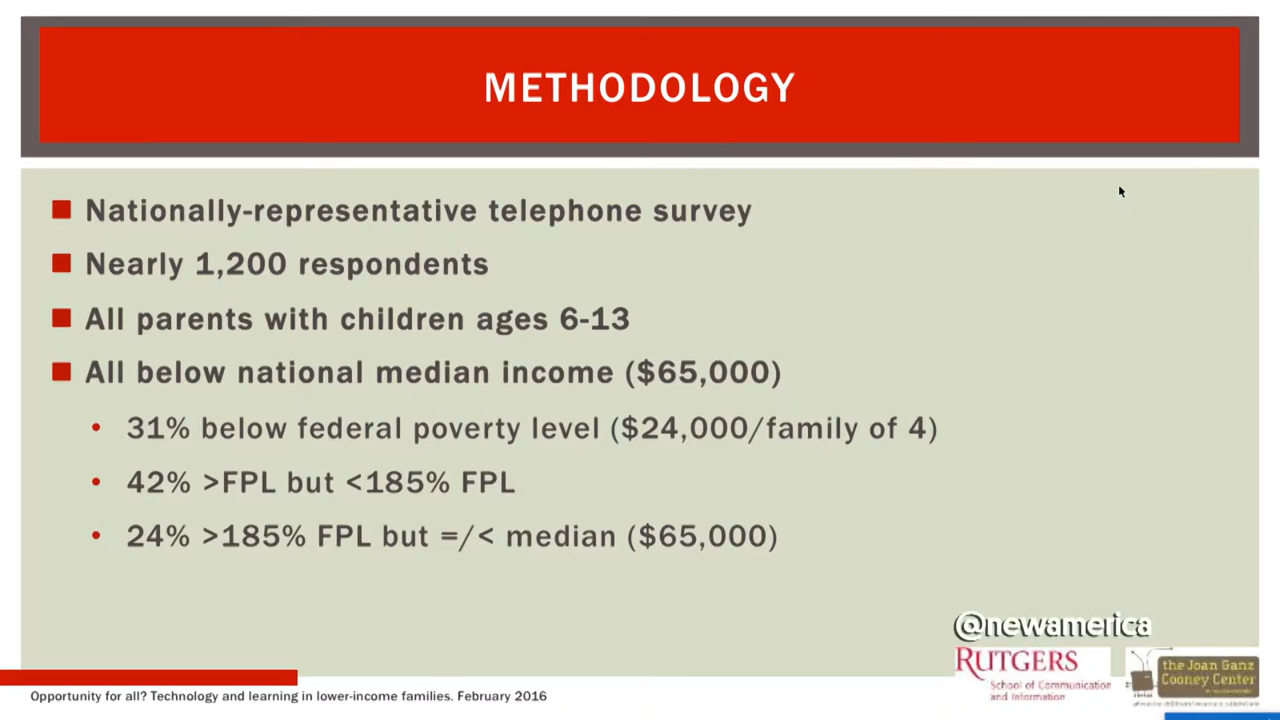 METHODOLOGY
Nationally-representative telephone survey
Nearly 1,200 respondents
All parents with children ages 6-13
All below national median income ($65,000)
31% below federal poverty level ($24,000/family of 4)
42% >FPL but <185% FPL
24% >185% FPL but =/< median ($65,000)
@newamerica
RUTGERS
School of Communication
and Information
the Joan Ganz
Cooney Center
Opportunity for all? Technology and learning in lower-income families. February 2016